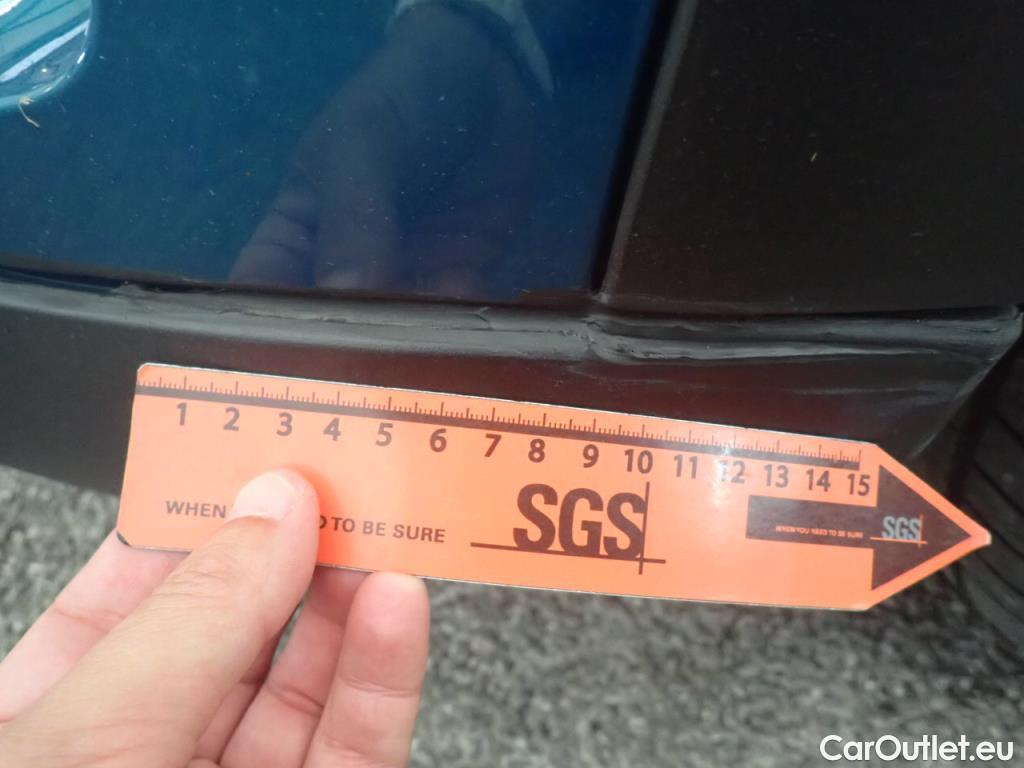 1 2 3 4 5 6 7 8 9 10 11 12 13 14 15
WHEN TO BE SURE
SGS
WHEN YOU NEED TO BE SURE
SGS
CarOutlet.eu